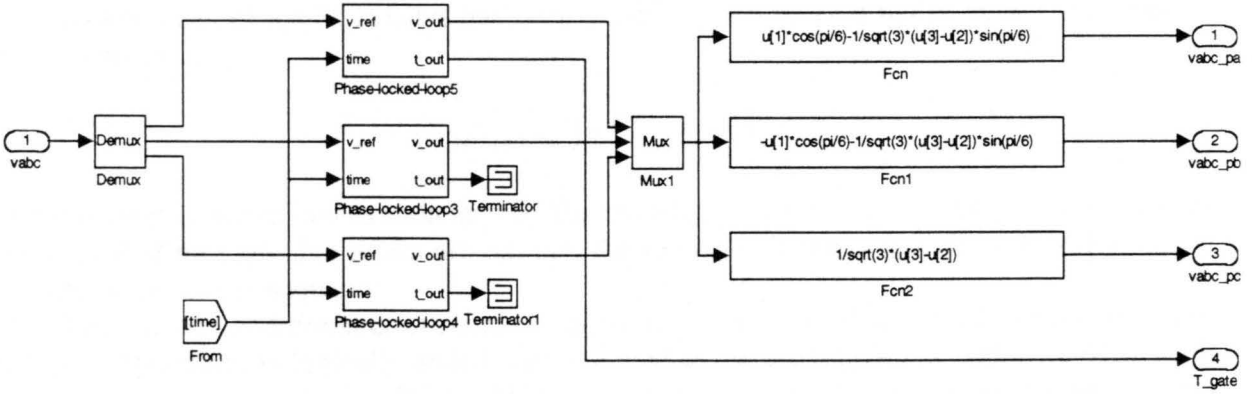 v_ref
v_out
time
t_out
Phase-locked-loop5
u[1]*cos(pi/6)-1/sqrt(3)*(u[3]-u[2])*sin(pi/6)
Fcn
1
vabc_pa
1
vabc
Demux
Demux
v_ref
v_out
time
t_out
Phase-locked-loop3
Terminator
Mux
Mux1
-u[1]*cos(pi/6)-1/sqrt(3)*(u[3]-u[2])*sin(pi/6)
Fcn1
2
vabc_pb
v_ref
v_out
time
t_out
Phase-locked-loop4
Terminator1
1/sqrt(3)*(u[3]-u[2])
Fcn2
3
vabc_pc
[time]
From
4
T_gate